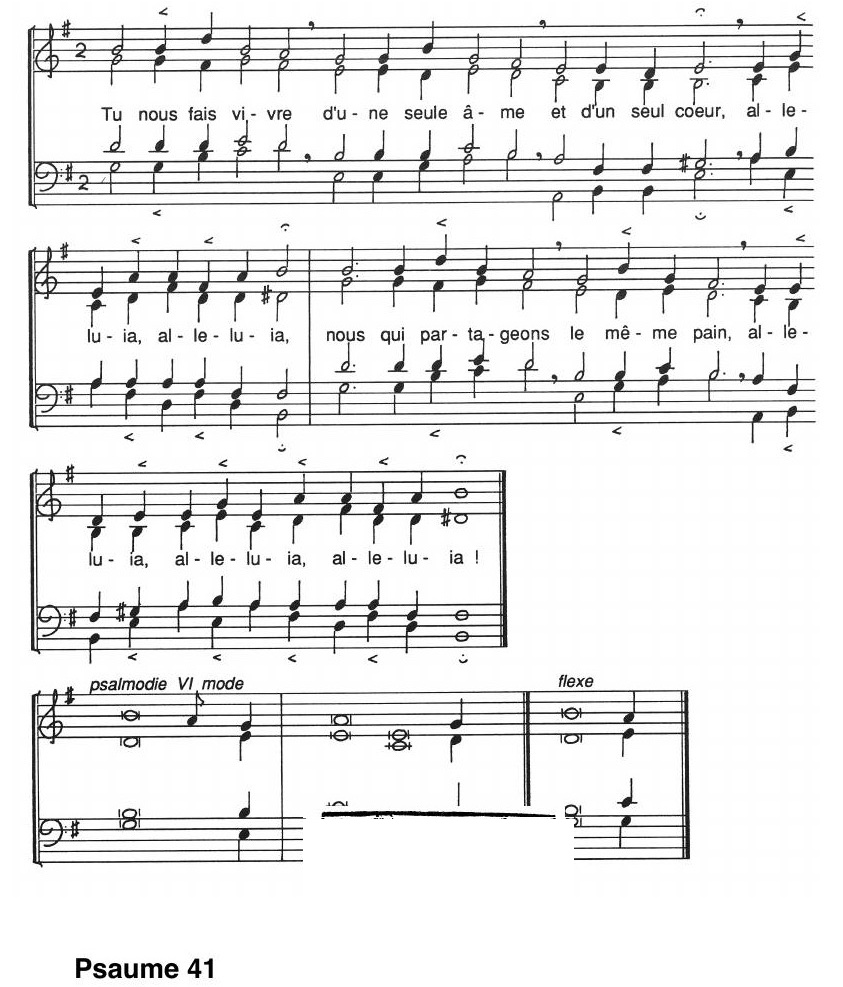 Tu nous fais vi - vre d'u - ne seule â - me et d'un seul coeur, al - le -
lu - ia, al - le - lu - ia, nous qui par - ta - geons le mê - me pain, al - le -
lu - ia, al - le - lu - ia, al - le - lu - ia !
psalmodie VI mode flexe
Psaume 41